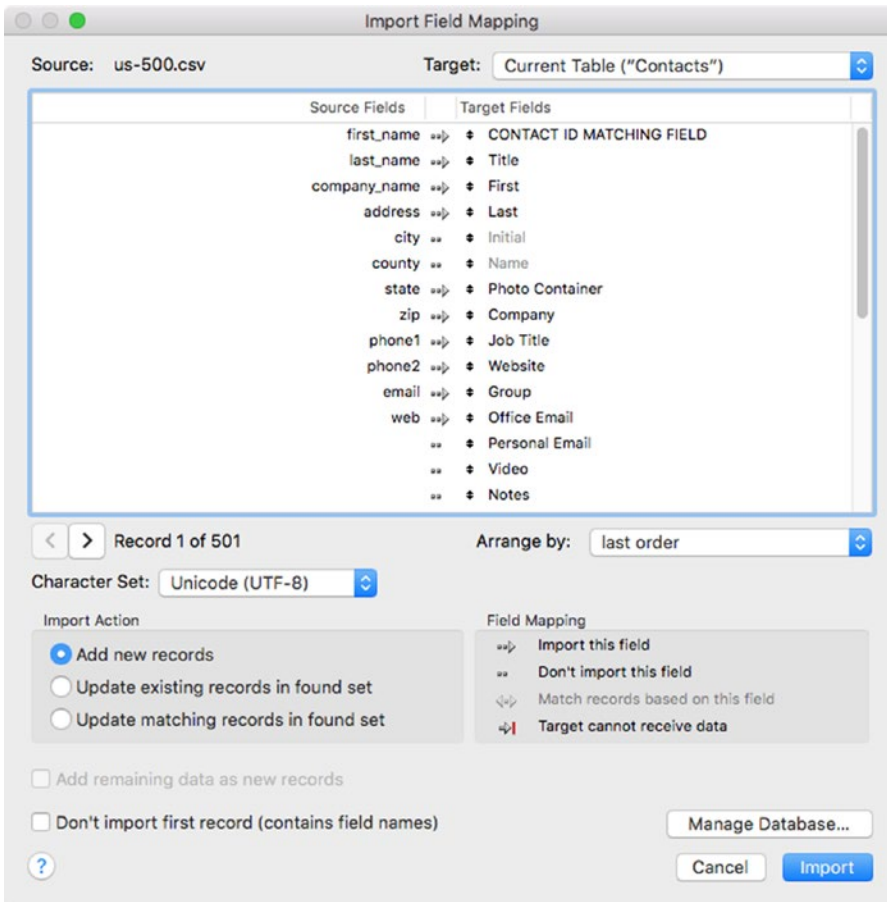 Import Field Mapping
Source: us-500.csv Target: Current Table ("Contacts")
Source Fields Target Fields
first_name CONTACT ID MATCHING FIELD
last_name Title
company_name First
address Last
city Initial
county Name
state Photo Container
zip Company
phone1 Job Title
phone2 Website
email Group
web Office Email
Personal Email
Video
Notes
Record 1 of 501 Arrange by: last order
Character Set: Unicode (UTF-8)
Import Action Field Mapping
Add new records Import this field
Update existing records in found set Don't import this field
Update matching records in found set Match records based on this field
Target cannot receive data
Add remaining data as new records
Don't import first record (contains field names) Manage Database...
? Cancel Import